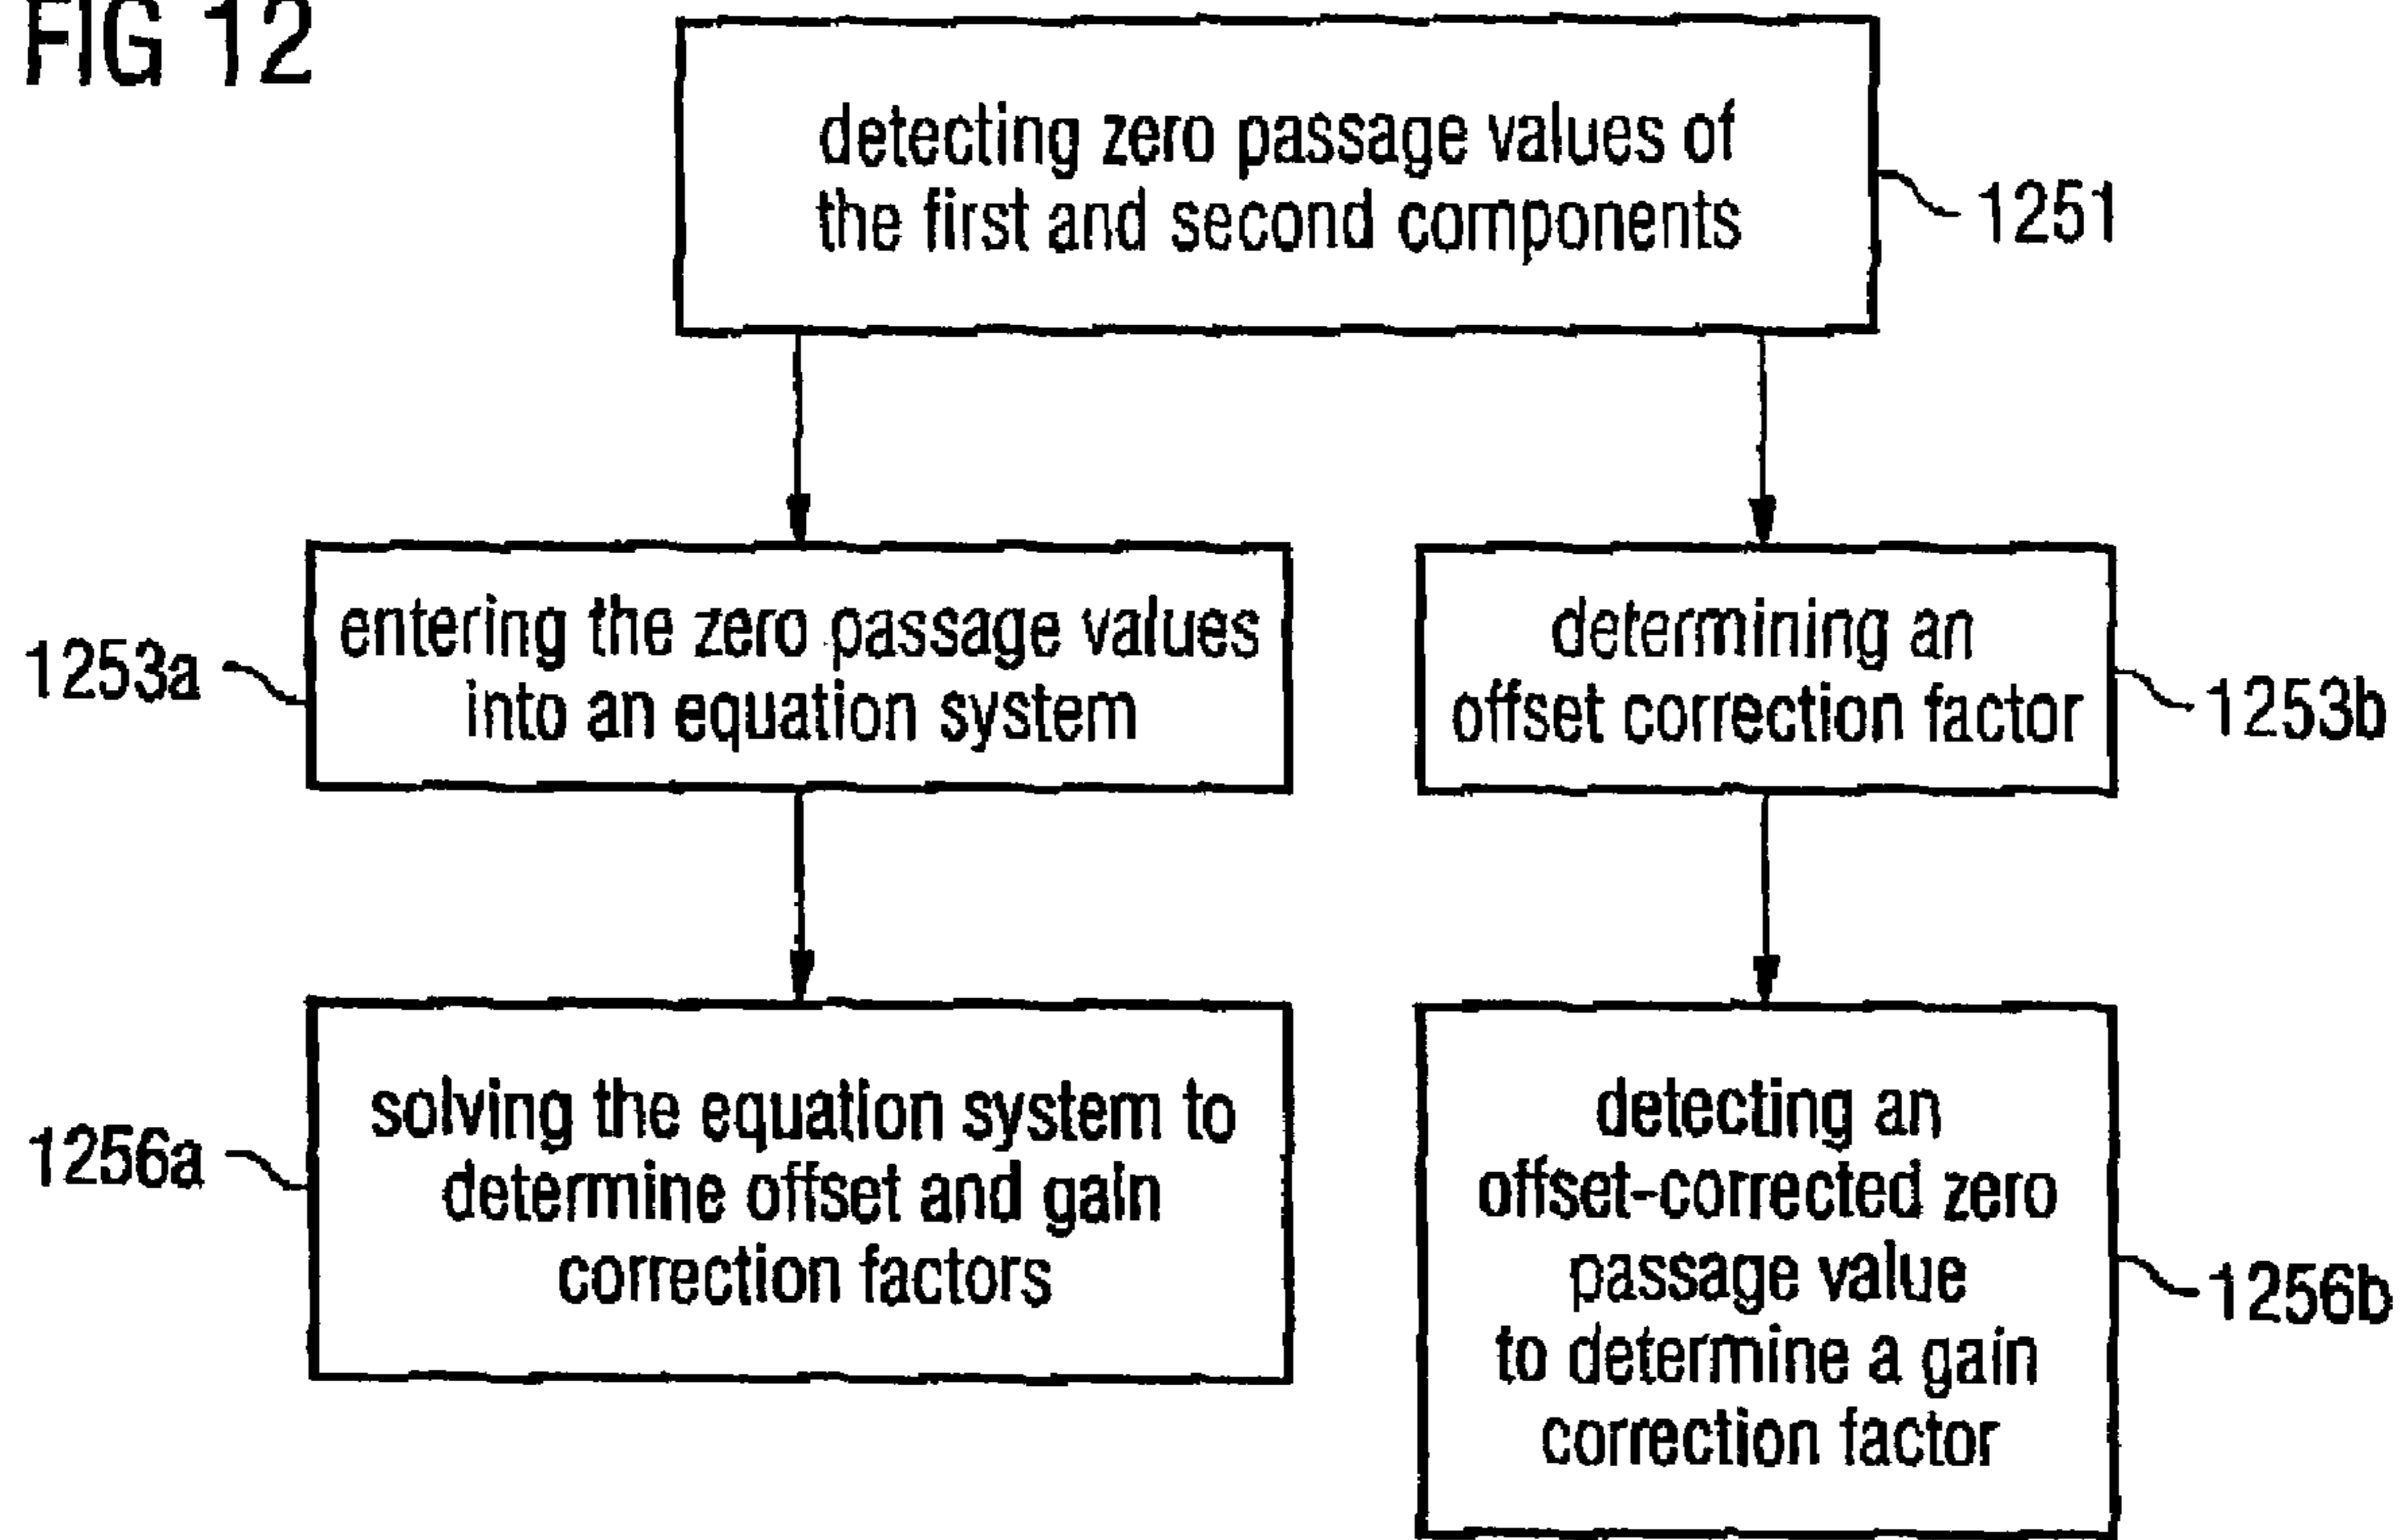 FIG 12
detecting zero passage values of
the first and second components
1251
entering the zero passage values
into an equation system
1253a
determining an
offset correction factor
1253b
solving the equation system to
determine offset and gain
correction factors
1256a
detecting an
offset-corrected zero
passage value
to determine a gain
correction factor
1256b